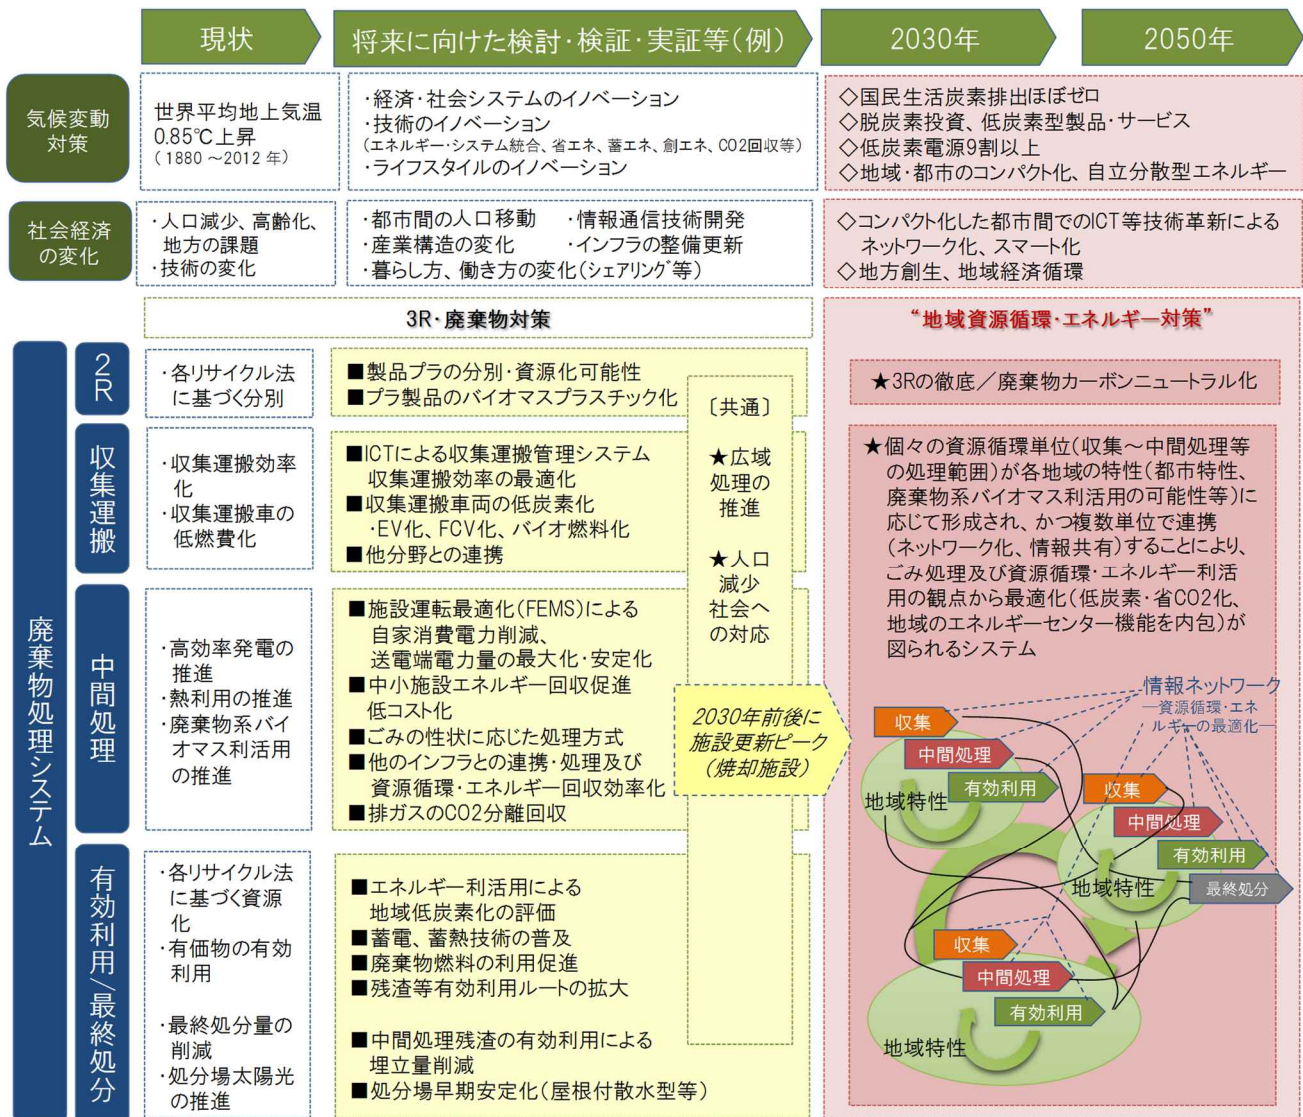 現状
将来に向けた検討・検証・実証等(例)
2030年
2050年
気候変動
対策
世界平均地上気温
0.85℃上昇
(1880～2012年)
・経済・社会システムのイノベーション
・技術のイノベーション
(エネルギー・システム統合、省エネ、蓄エネ、創エネ、CO2回収等)
・ライフスタイルのイノベーション
◇国民生活炭素排出ほぼゼロ
◇脱炭素投資、低炭素型製品・サービス
◇低炭素電源9割以上
◇地域・都市のコンパクト化、自立分散型エネルギー
社会経済
の変化
・人口減少、高齢化、
地方の課題
・技術の変化
・都市間の人口移動 ・情報通信技術開発
・産業構造の変化 ・インフラの整備更新
・暮らし方、働き方の変化(シェアリング等)
◇コンパクト化した都市間でのICT等技術革新による
ネットワーク化、スマート化
◇地方創生、地域経済循環
3R・廃棄物対策
“地域資源循環・エネルギー対策”
廃棄物処理システム
2R
・各リサイクル法
に基づく分別
■製品プラの分別・資源化可能性
■プラ製品のバイオマスプラスチック化
収集運搬
・収集運搬効率
化
・収集運搬車の
低燃費化
■ICTによる収集運搬管理システム
収集運搬効率の最適化
■収集運搬車両の低炭素化
・EV化、FCV化、バイオ燃料化
■他分野との連携
中間処理
・高効率発電の
推進
・熱利用の推進
・廃棄物系バイ
オマス利活用
の推進
■施設運転最適化(FEMS)による
自家消費電力削減、
送電端電力量の最大化・安定化
■中小施設エネルギー回収促進
低コスト化
■ごみの性状に応じた処理方式
■他のインフラとの連携・処理及び
資源循環・エネルギー回収効率化
■排ガスのCO2分離回収
有効利用/最終処分
・各リサイクル法
に基づく資源
化
・有価物の有効
利用
・最終処分量の
削減
・処分場太陽光
の推進
■エネルギー利活用による
地域低炭素化の評価
■蓄電、蓄熱技術の普及
■廃棄物燃料の利用促進
■残渣等有効利用ルートの拡大
■中間処理残渣の有効利用による
埋立量削減
■処分場早期安定化(屋根付散水型等)
〔共通〕
★広域
処理の
推進
★人口
減少
社会へ
の対応
2030年前後に
施設更新ピーク
(焼却施設)
★3Rの徹底／廃棄物カーボンニュートラル化
★個々の資源循環単位(収集～中間処理等
の処理範囲)が各地域の特性(都市特性、
廃棄物系バイオマス利活用の可能性等)に
応じて形成され、かつ複数単位で連携
(ネットワーク化、情報共有)することにより、
ごみ処理及び資源循環・エネルギー利活
用の観点から最適化(低炭素・省CO2化、
地域のエネルギーセンター機能を内包)が
図られるシステム
情報ネットワーク
―資源循環・エネ
ルギーの最適化―
収集
中間処理
有効利用
地域特性
収集
中間処理
有効利用
最終処分
地域特性
収集
中間処理
有効利用
地域特性